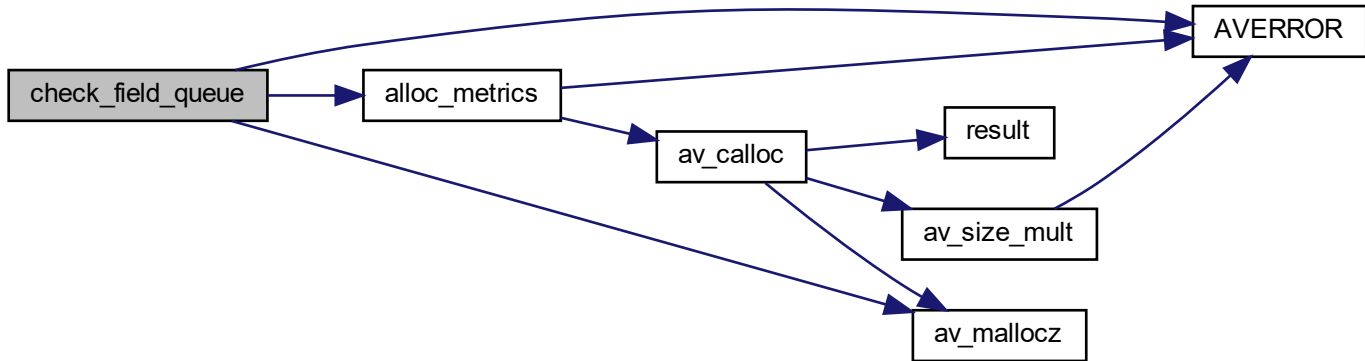 AVERROR
check_field_queue
alloc_metrics
result
av_calloc
av_size_mult
av_mallocz